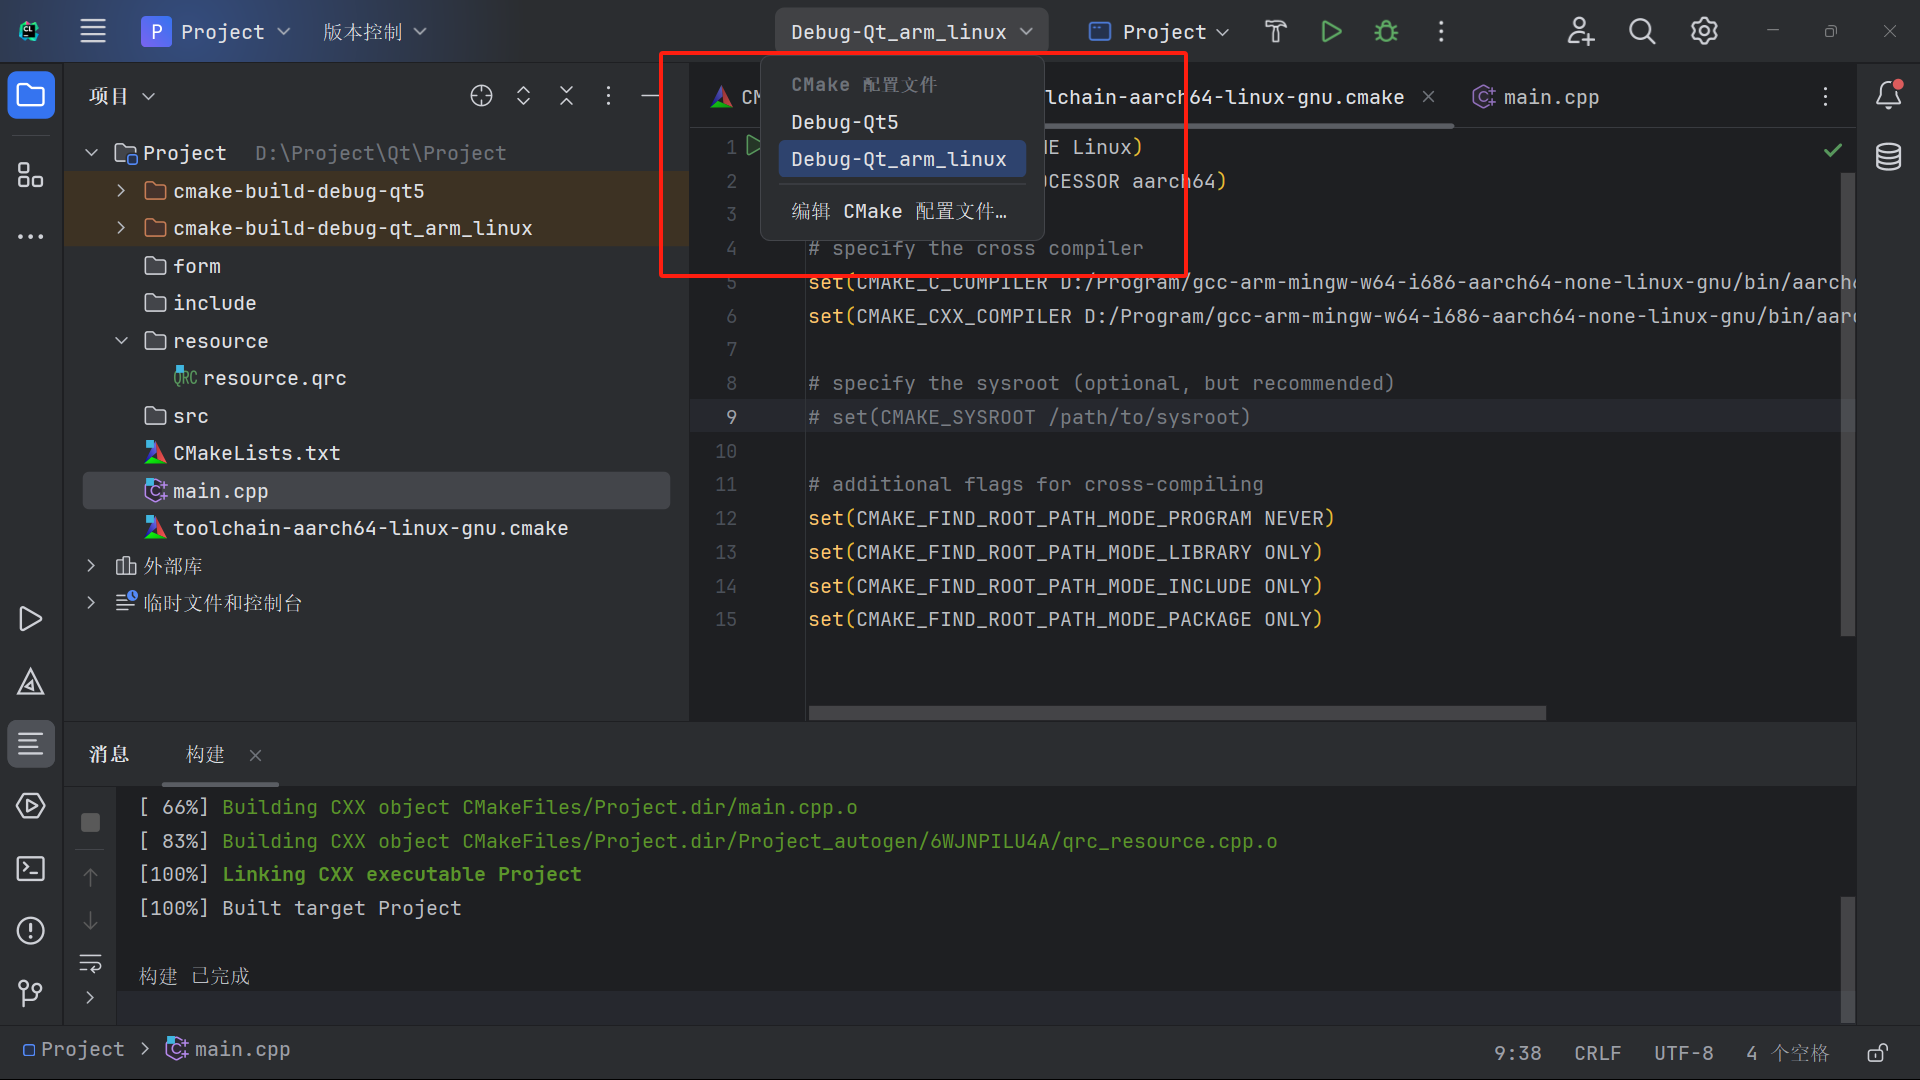 P Project 版本控制 Debug-Qt_arm_linux Project
项目
CM
lchain-aarch64-linux-gnu.cmake
main.cpp
CMake 配置文件
Debug-Qt5
Debug-Qt_arm_linux
编辑 CMake 配置文件…
Project D:\Project\Qt\Project
cmake-build-debug-qt5
cmake-build-debug-qt_arm_linux
form
include
resource
QRC resource.qrc
src
CMakeLists.txt
main.cpp
toolchain-aarch64-linux-gnu.cmake
外部库
临时文件和控制台
1 ME Linux)
2 OCESSOR aarch64)
3
4 # specify the cross compiler
5 set(CMAKE_C_COMPILER D:/Program/gcc-arm-mingw-w64-i686-aarch64-none-linux-gnu/bin/aarch6
6 set(CMAKE_CXX_COMPILER D:/Program/gcc-arm-mingw-w64-i686-aarch64-none-linux-gnu/bin/aarc
7
8 # specify the sysroot (optional, but recommended)
9 # set(CMAKE_SYSROOT /path/to/sysroot)
10
11 # additional flags for cross-compiling
12 set(CMAKE_FIND_ROOT_PATH_MODE_PROGRAM NEVER)
13 set(CMAKE_FIND_ROOT_PATH_MODE_LIBRARY ONLY)
14 set(CMAKE_FIND_ROOT_PATH_MODE_INCLUDE ONLY)
15 set(CMAKE_FIND_ROOT_PATH_MODE_PACKAGE ONLY)
消息 构建
[ 66%] Building CXX object CMakeFiles/Project.dir/main.cpp.o
[ 83%] Building CXX object CMakeFiles/Project.dir/Project_autogen/6WJNPILU4A/qrc_resource.cpp.o
[100%] Linking CXX executable Project
[100%] Built target Project
构建 已完成
Project > main.cpp
9:38 CRLF UTF-8 4 个空格